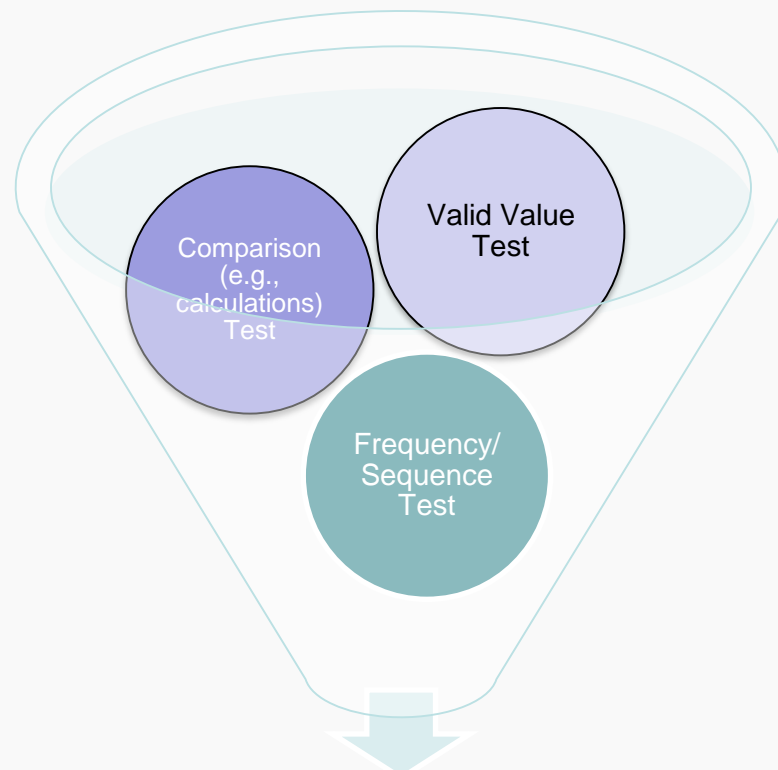 Valid Value
Test
Comparison
(e.g.,
calculations)
Test
Frequency/
Sequence
Test